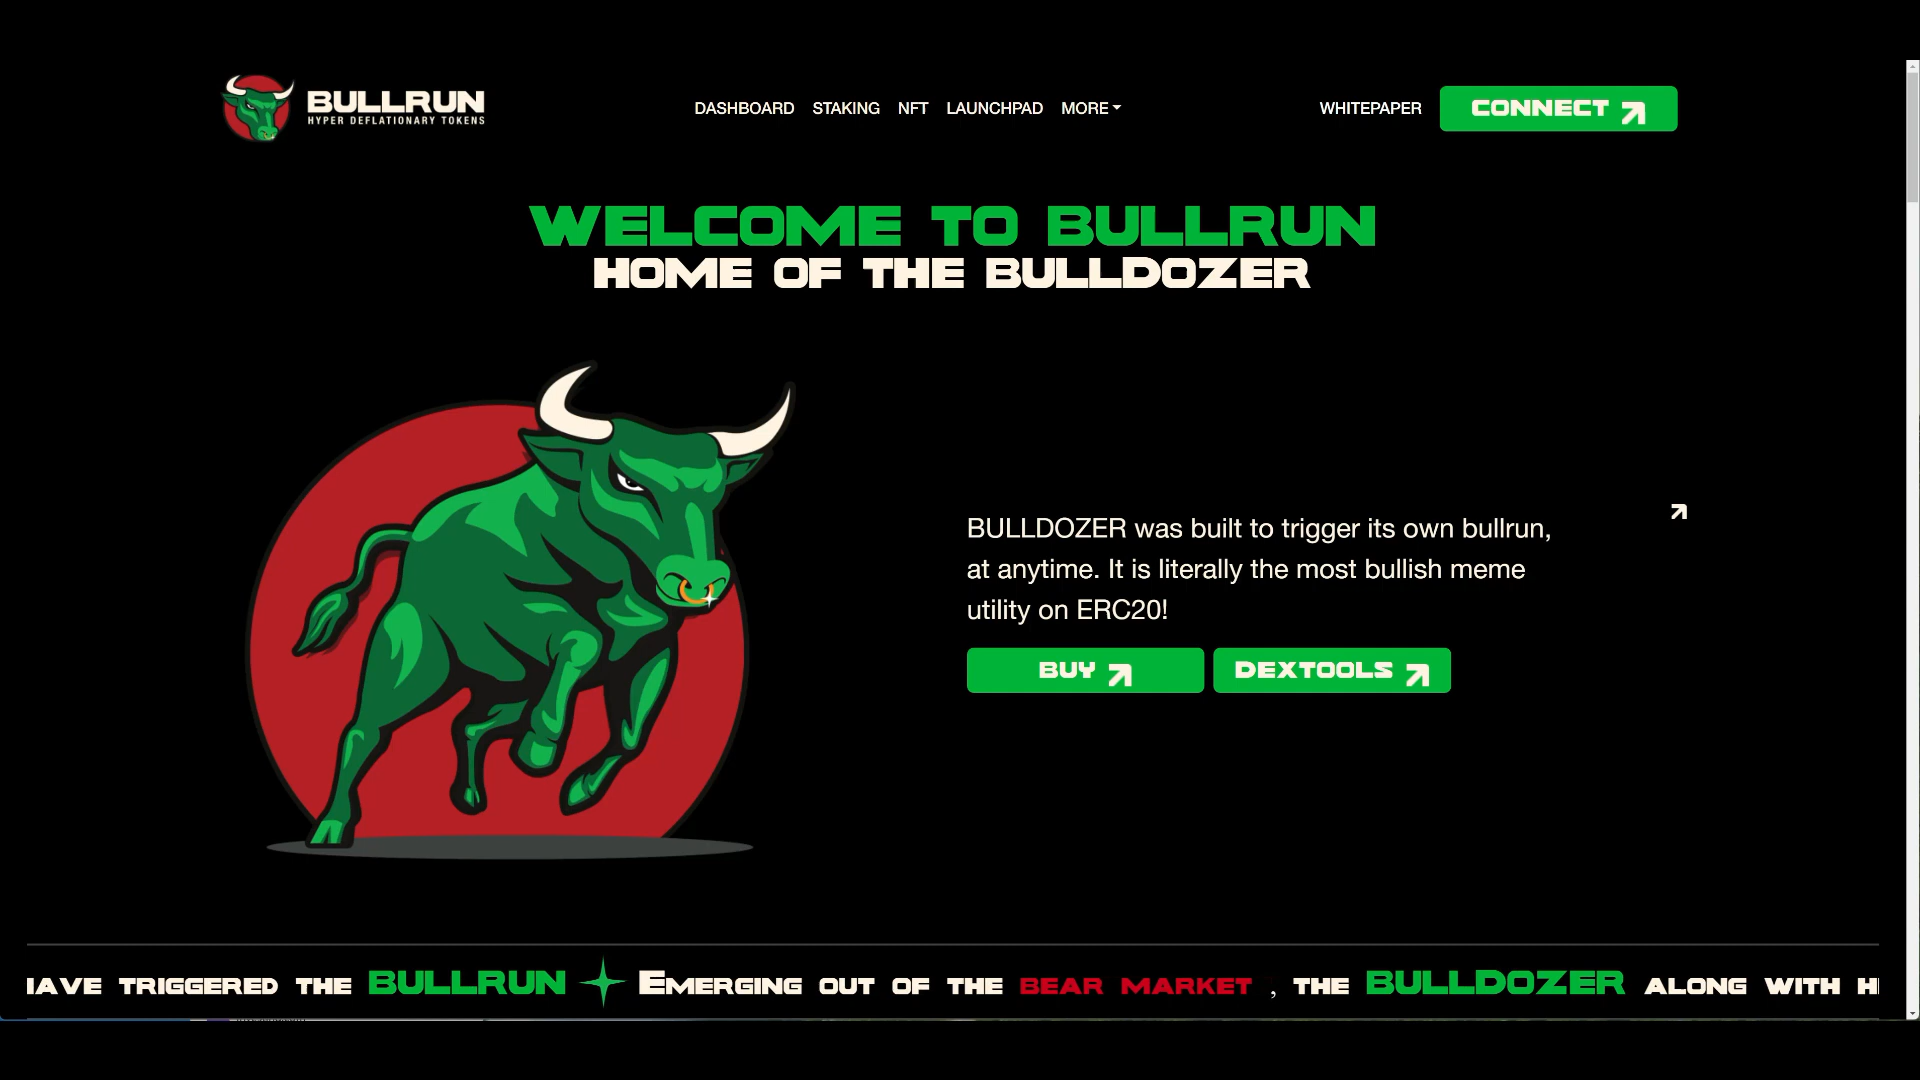 BULLRUN
HYPER DEFLATIONARY TOKENS
DASHBOARD STAKING NFT LAUNCHPAD MORE
WHITEPAPER CONNECT
WELCOME TO BULLRUN
HOME OF THE BULLDOZER
BULLDOZER was built to trigger its own bullrun,
at anytime. It is literally the most bullish meme
utility on ERC20!
BUY DEXTOOLS
TRIGGERED THE BULLRUN EMERGING OUT OF THE BEAR MARKET , THE BULLDOZER ALONG WITH